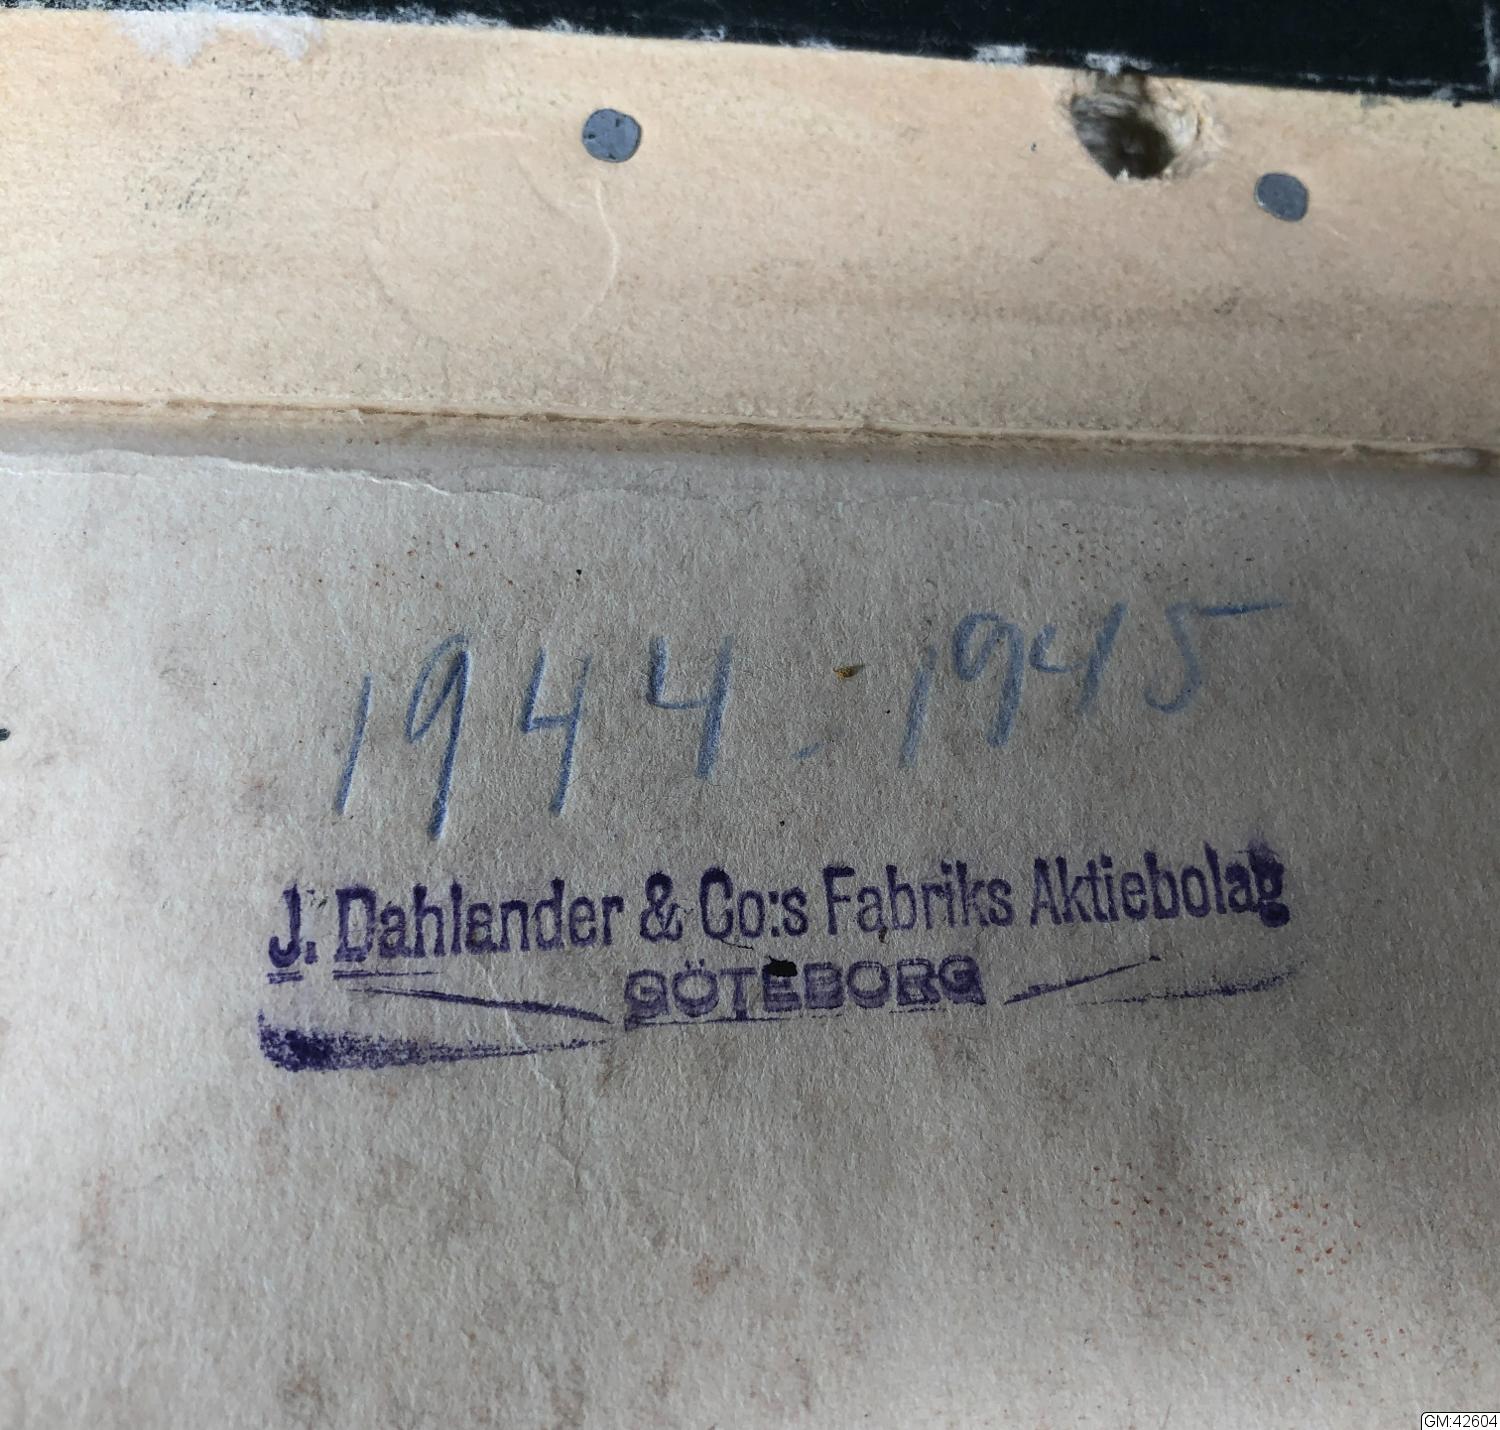 1944 - 1945
J. Dahlander & Co:s Fabriks Aktiebolag
GÖTEBORG
GM:42604